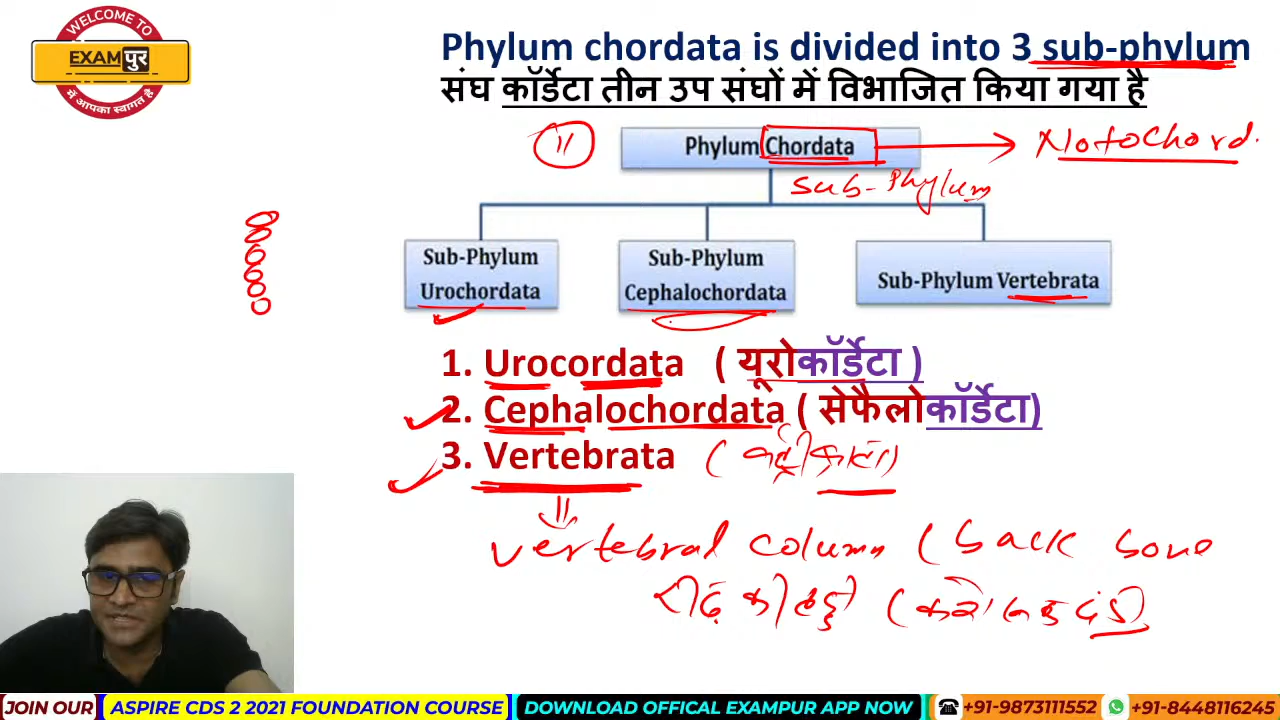 WELCOME TO
EXAMपुर
में आपका स्वागत है
Phylum chordata is divided into 3 sub-phylum
संघ कॉर्डेटा तीन उप संघों में विभाजित किया गया है
11
Phylum Chordata
Notochord.
Sub-Phylum
Sub-Phylum
Urochordata
Sub-Phylum
Cephalochordata
Sub-Phylum Vertebrata
1. Urocordata ( यूरोकॉर्डेटा )
2. Cephalochordata ( सेफैलोकॉर्डेटा)
3. Vertebrata
vertebral column ( back bone
रीढ़ की हड्डी
JOIN OUR
ASPIRE CDS 2 2021 FOUNDATION COURSE
DOWNLOAD OFFICAL EXAMPUR APP NOW
+91-9873111552
+91-8448116245